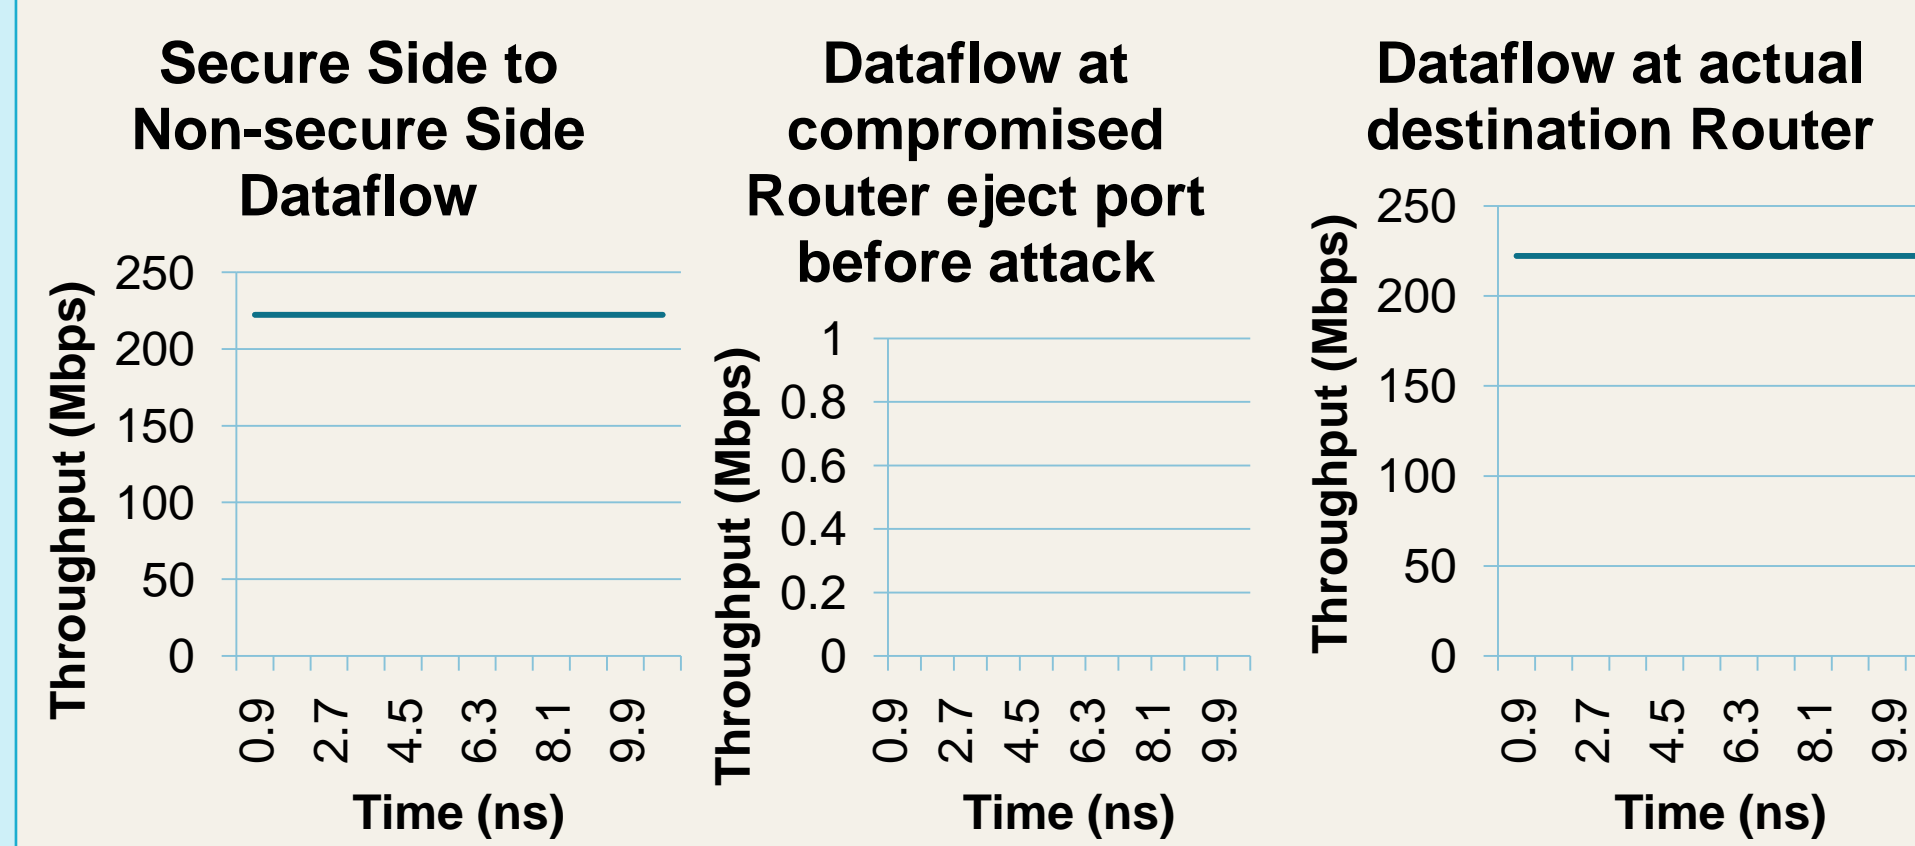 Secure Side to
Non-secure Side
Dataflow
Throughput (Mbps)
250
200
150
100
50
0
0.9
2.7
4.5
6.3
8.1
9.9
Time (ns)
Dataflow at
compromised
Router eject port
before attack
Throughput (Mbps)
1
0.8
0.6
0.4
0.2
0
0.9
2.7
4.5
6.3
8.1
9.9
Time (ns)
Dataflow at actual
destination Router
Throughput (Mbps)
250
200
150
100
50
0
0.9
2.7
4.5
6.3
8.1
9.9
Time (ns)